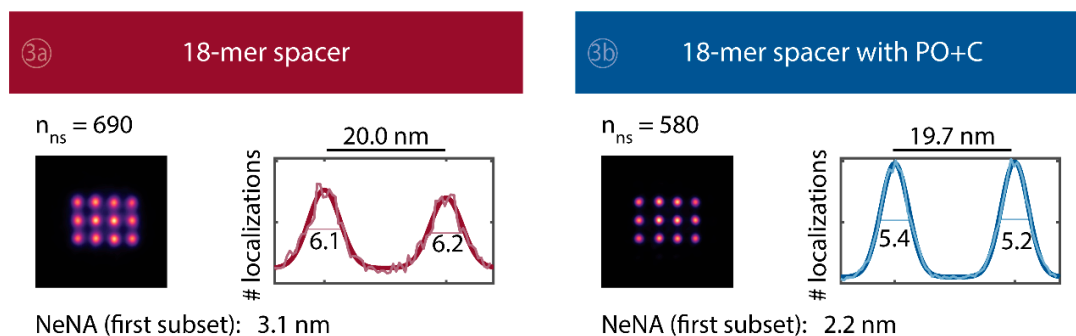 3a 18-mer spacer
n_ns = 690
20.0 nm
# localizations
6.1
6.2
NeNA (first subset): 3.1 nm
3b 18-mer spacer with PO+C
n_ns = 580
19.7 nm
# localizations
5.4
5.2
NeNA (first subset): 2.2 nm